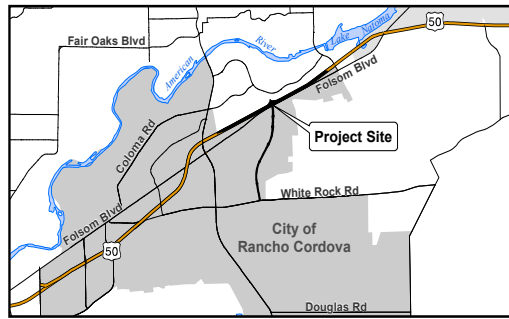 50
Fair Oaks Blvd
American
River
Lake
Natoma
Folsom Blvd
Project Site
Coloma Rd
White Rock Rd
Folsom Blvd
City of
Rancho Cordova
50
Douglas Rd